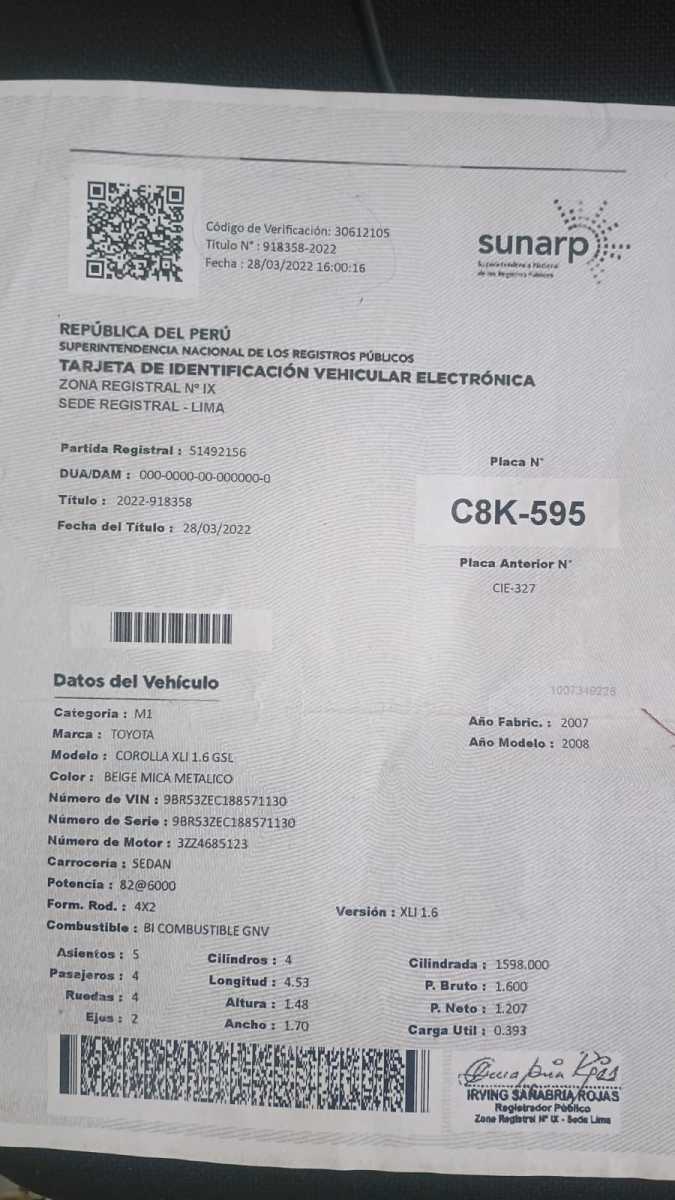 Código de Verificación: 30612105
Título N° : 918358-2022
Fecha : 28/03/2022 16:00:16
sunarp
Superintendencia Nacional
de los Registros Públicos
REPÚBLICA DEL PERÚ
SUPERINTENDENCIA NACIONAL DE LOS REGISTROS PÚBLICOS
TARJETA DE IDENTIFICACIÓN VEHICULAR ELECTRÓNICA
ZONA REGISTRAL N° IX
SEDE REGISTRAL - LIMA
Partida Registral : 51492156
DUA/DAM : 000-0000-00-000000-0
Título : 2022-918358
Fecha del Título : 28/03/2022
Placa N°
C8K-595
Placa Anterior N°
CIE-327
Datos del Vehículo
1007349228
Categoria : M1
Marca : TOYOTA
Modelo : COROLLA XLI 1.6 GSL
Color : BEIGE MICA METALICO
Número de VIN : 9BR53ZEC188571130
Número de Serie : 9BR53ZEC188571130
Número de Motor : 3ZZ4685123
Carrocería : SEDAN
Potencia : 82@6000
Form. Rod. : 4X2
Combustible : BI COMBUSTIBLE GNV
Año Fabric. : 2007
Año Modelo : 2008
Versión : XLI 1.6
Asientos : 5
Pasajeros : 4
Ruedas : 4
Ejes : 2
Cilindros : 4
Longitud : 4.53
Altura : 1.48
Ancho : 1.70
Cilindrada : 1598.000
P. Bruto : 1.600
P. Neto : 1.207
Carga Util : 0.393
IRVING SAÑABRIA ROJAS
Registrador Público
Zona Registral N° IX - Sede Lima